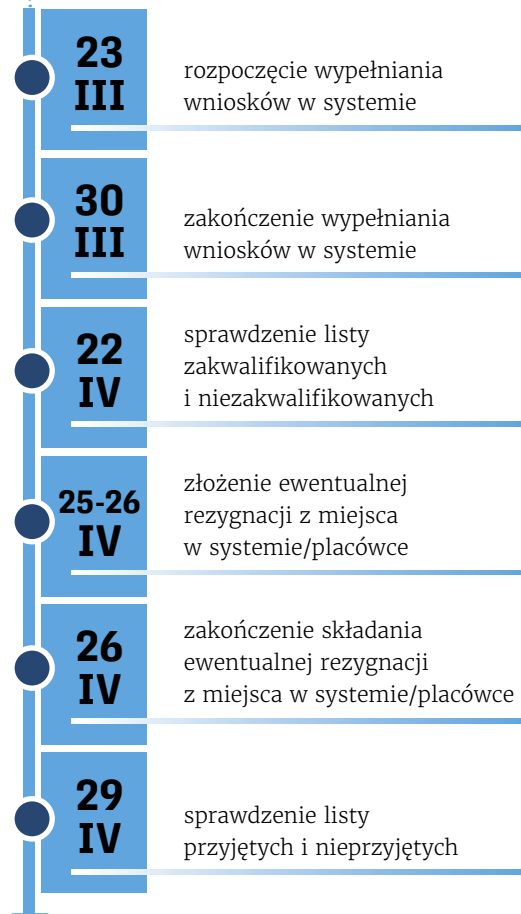 23
III
rozpoczęcie wypełniania
wniosków w systemie
30
III
zakończenie wypełniania
wniosków w systemie
22
IV
sprawdzenie listy
zakwalifikowanych
i niezakwalifikowanych
25-26
IV
złożenie ewentualnej
rezygnacji z miejsca
w systemie/placówce
26
IV
zakończenie składania
ewentualnej rezygnacji
z miejsca w systemie/placówce
29
IV
sprawdzenie listy
przyjętych i nieprzyjętych